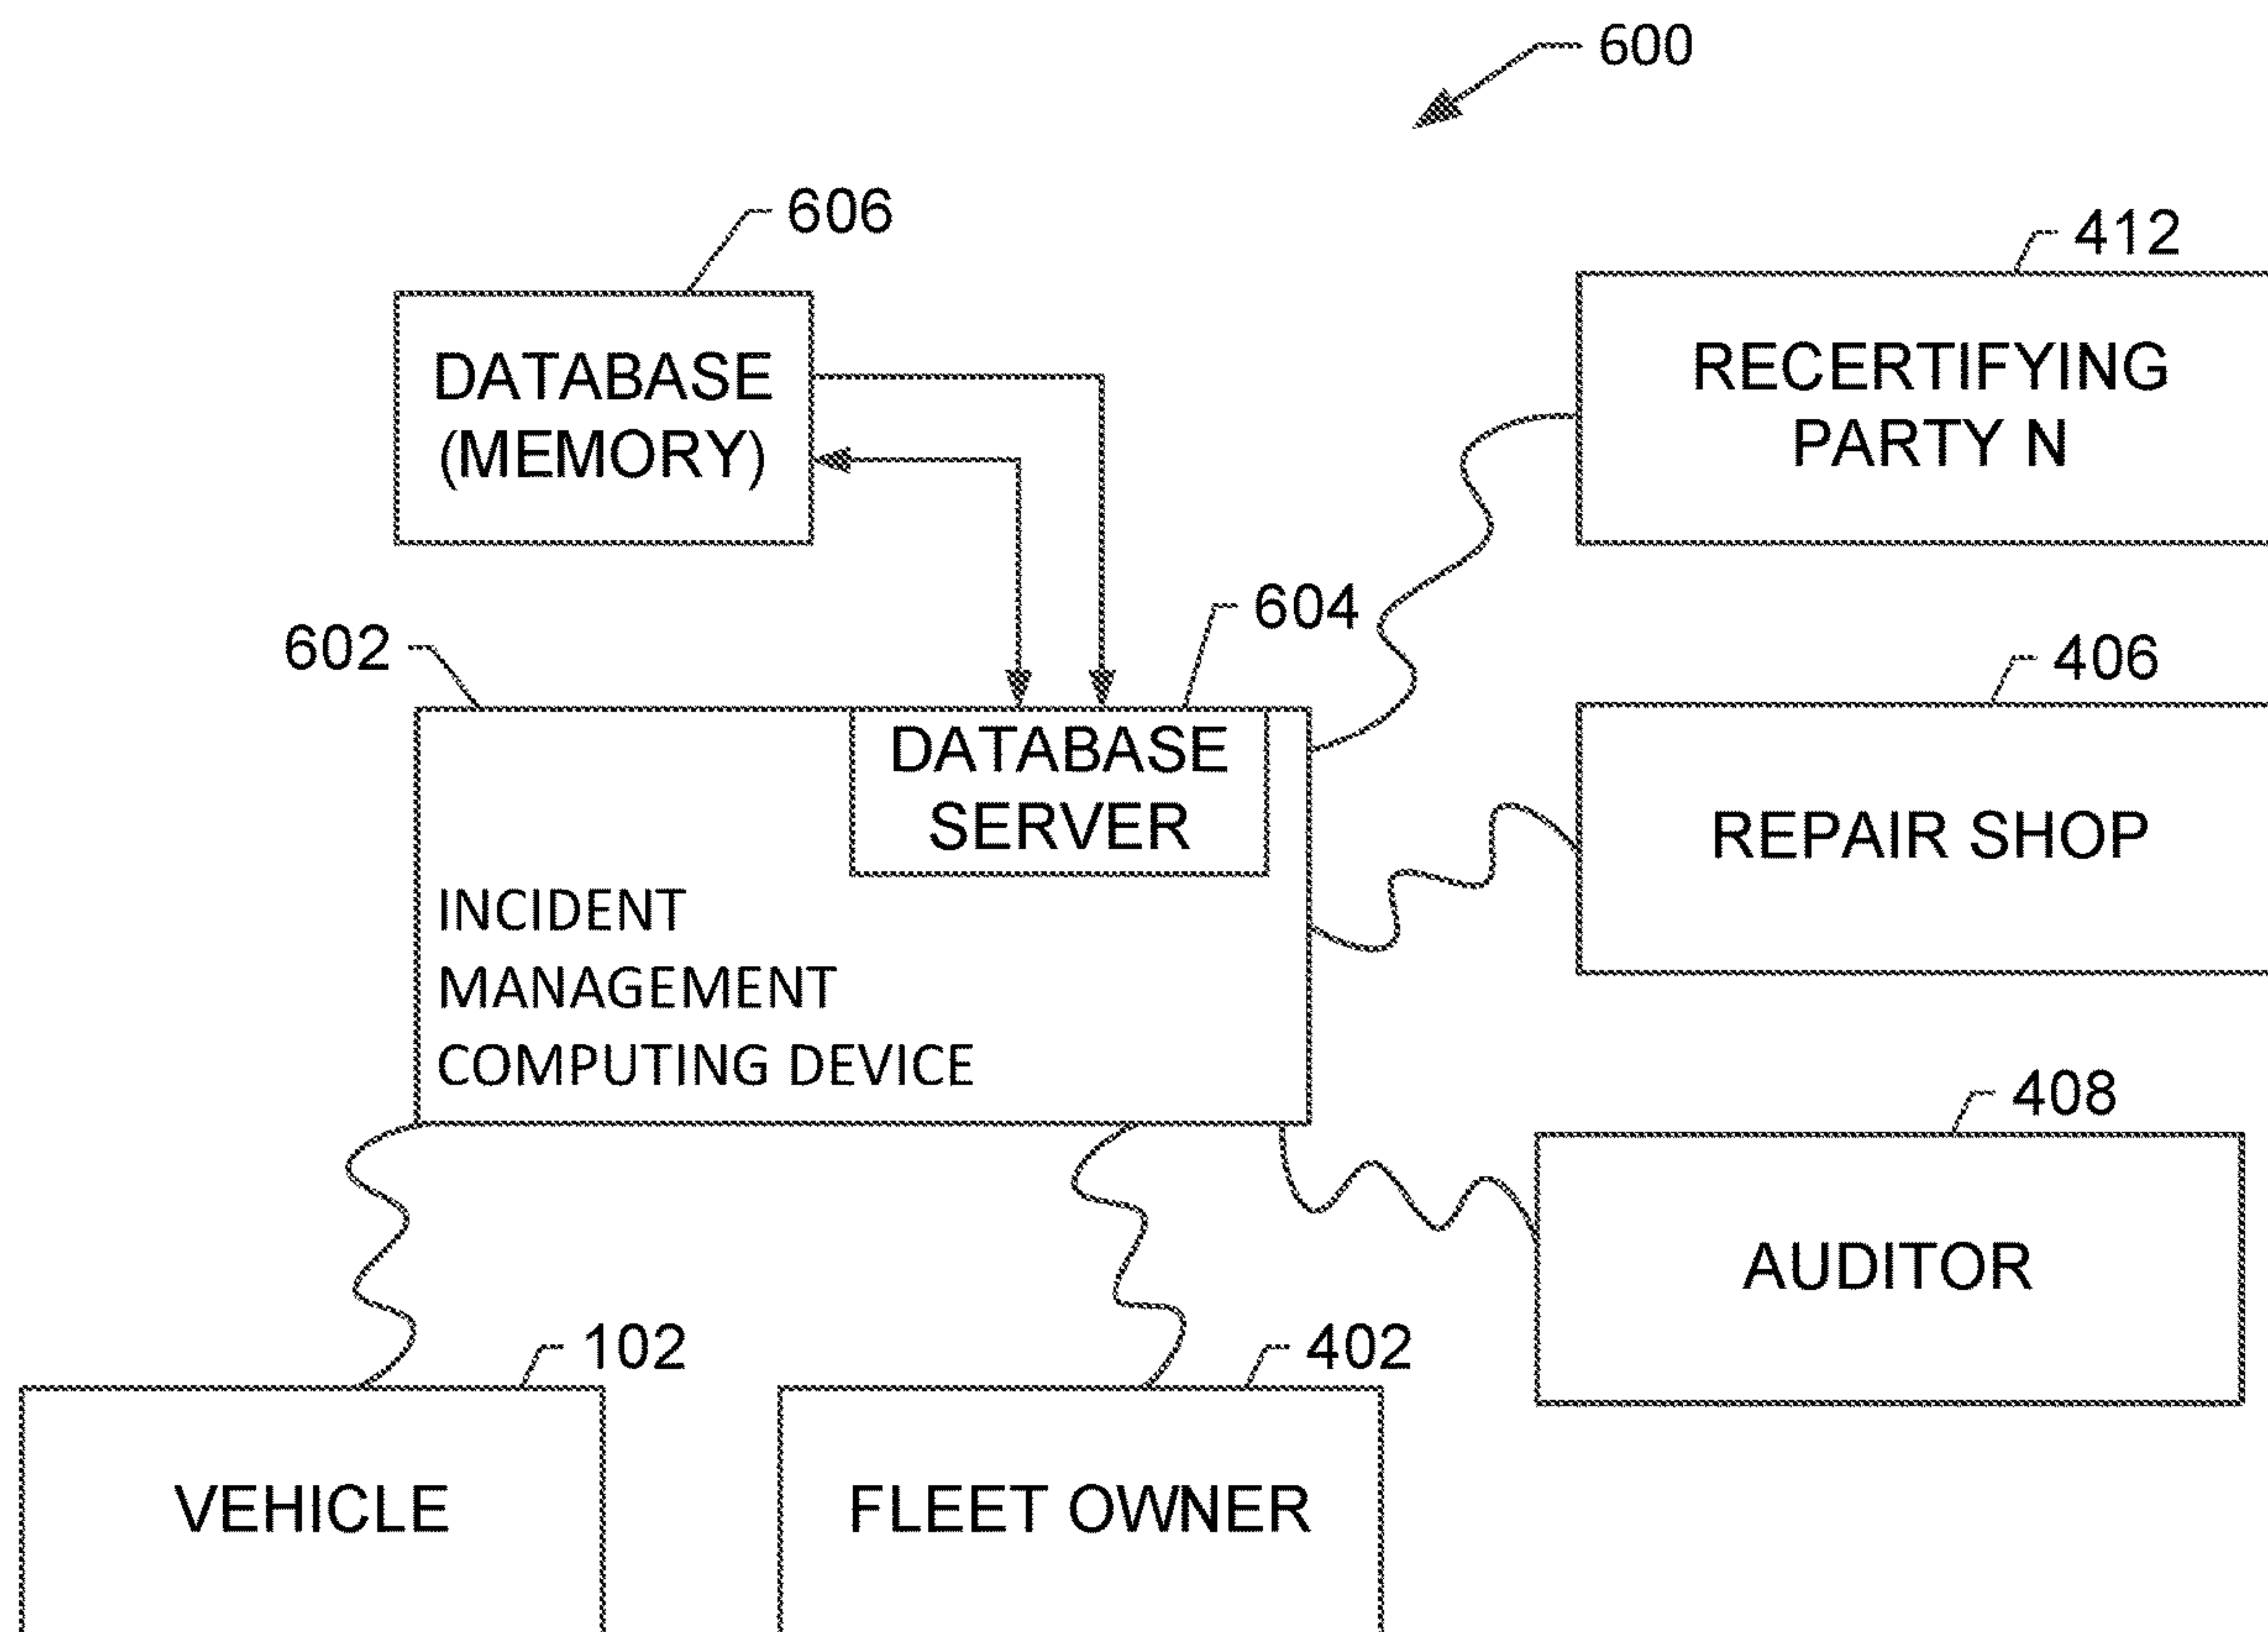 600
606
412
DATABASE
(MEMORY)
RECERTIFYING
PARTY N
604
602
406
DATABASE
SERVER
REPAIR SHOP
INCIDENT
MANAGEMENT
COMPUTING DEVICE
408
AUDITOR
102
402
VEHICLE
FLEET OWNER